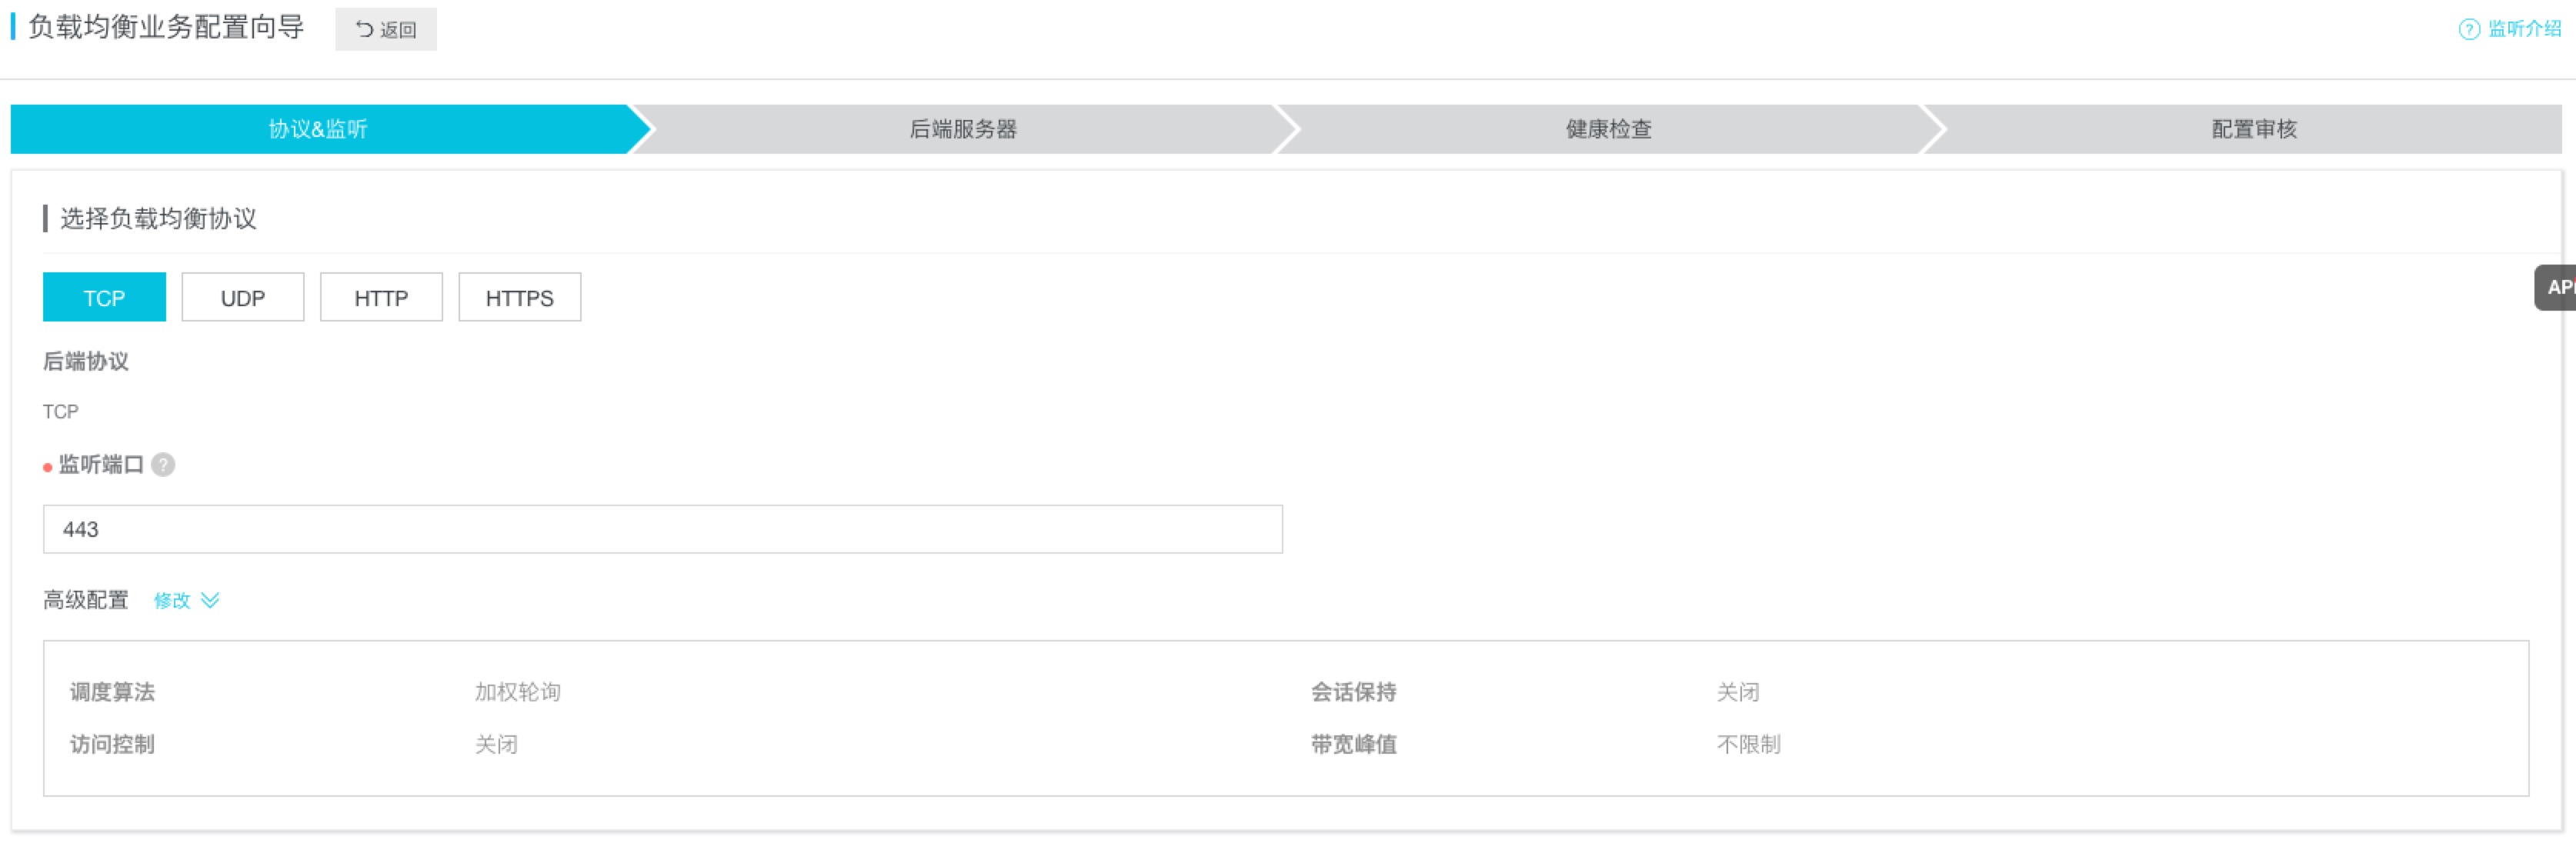 负载均衡业务配置向导 返回 监听介绍
协议&监听 后端服务器 健康检查 配置审核
选择负载均衡协议
TCP UDP HTTP HTTPS
后端协议
TCP
监听端口
443
高级配置 修改
调度算法 加权轮询 会话保持 关闭
访问控制 关闭 带宽峰值 不限制